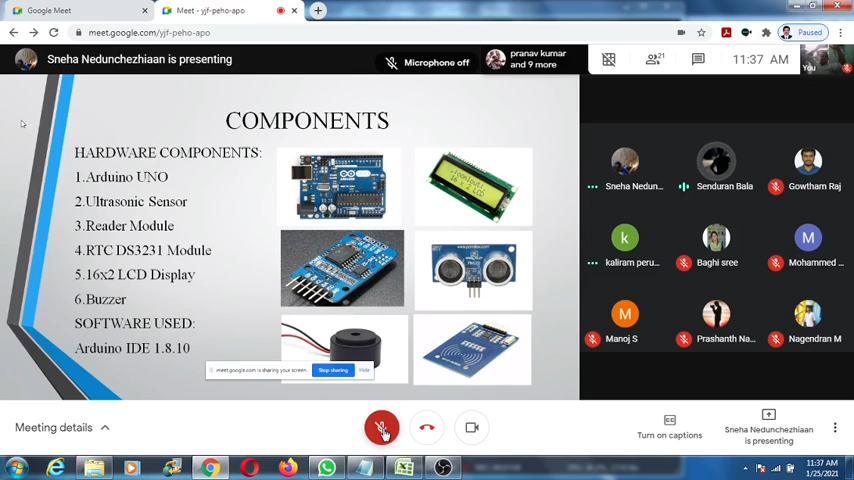 Google Meet
Meet - yjf-peho-apo
meet.google.com/yjf-peho-apo
Paused
Sneha Nedunchezhiaan is presenting
Microphone off
pranav kumar
and 9 more
21
11:37 AM
You
COMPONENTS
HARDWARE COMPONENTS:
1.Arduino UNO
2.Ultrasonic Sensor
3.Reader Module
4.RTC DS3231 Module
5.16x2 LCD Display
6.Buzzer
SOFTWARE USED:
Arduino IDE 1.8.10
16 x 2 LCD
meet.google.com is sharing your screen.
Stop sharing
Hide
Sneha Nedun...
Senduran Bala
Gowtham Raj
k
M
kaliram peru...
Baghi sree
Mohammed ...
M
Manoj S
Prashanth Na...
Nagendran M
Meeting details
Turn on captions
Sneha Nedunchezhiaan
is presenting
11:37 AM
1/25/2021